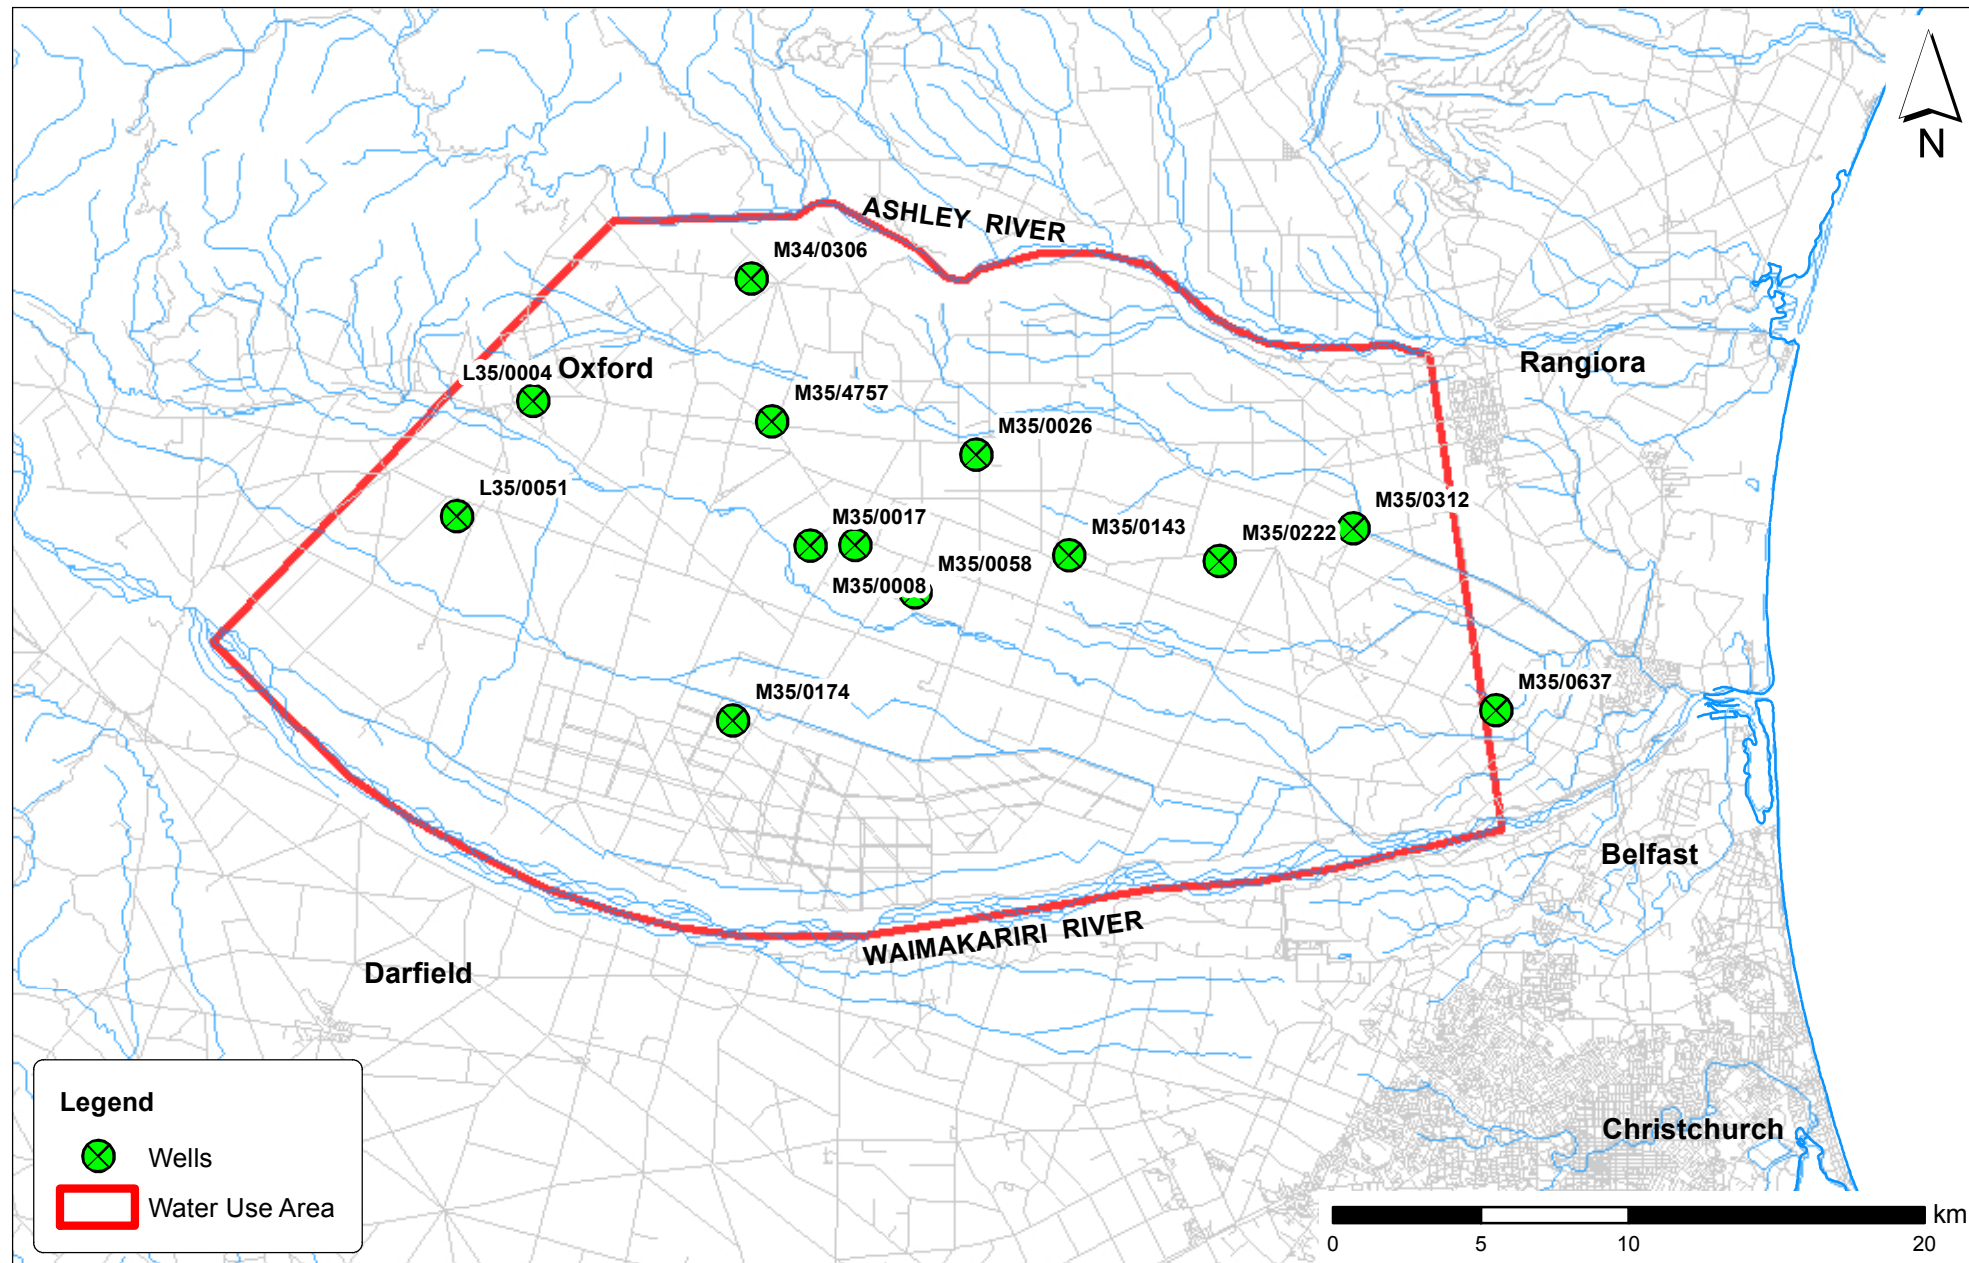 N
ASHLEY RIVER
M34/0306
L35/0004
Oxford
Rangiora
M35/4757
M35/0026
L35/0051
M35/0312
M35/0017
M35/0143
M35/0222
M35/0058
M35/0008
M35/0637
M35/0174
Belfast
WAIMAKARIRI RIVER
Darfield
Legend
Wells
Water Use Area
Christchurch
km
0 5 10 20